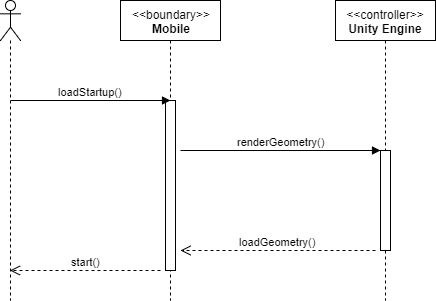 <<boundary>>
Mobile
<<controller>>
Unity Engine
loadStartup()
renderGeometry()
loadGeometry()
start()